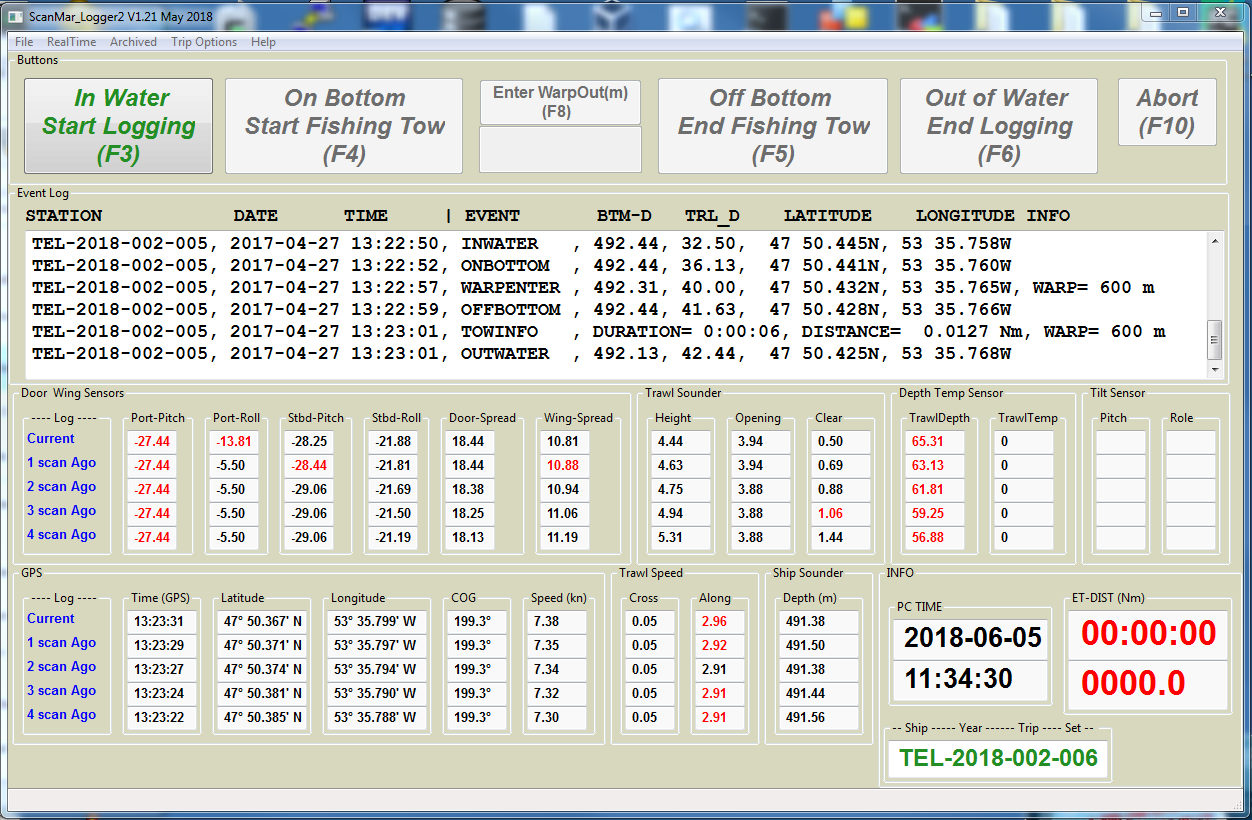 ScanMar_Logger2 V1.21 May 2018
File RealTime Archived Trip Options Help
Buttons
In Water
Start Logging
(F3)
On Bottom
Start Fishing Tow
(F4)
Enter WarpOut(m)
(F8)
Off Bottom
End Fishing Tow
(F5)
Out of Water
End Logging
(F6)
Abort
(F10)
Event Log
STATION DATE TIME | EVENT BTM-D TRL_D LATITUDE LONGITUDE INFO
TEL-2018-002-005, 2017-04-27 13:22:50, INWATER , 492.44, 32.50, 47 50.445N, 53 35.758W
TEL-2018-002-005, 2017-04-27 13:22:52, ONBOTTOM , 492.44, 36.13, 47 50.441N, 53 35.760W
TEL-2018-002-005, 2017-04-27 13:22:57, WARPENTER , 492.31, 40.00, 47 50.432N, 53 35.765W, WARP= 600 m
TEL-2018-002-005, 2017-04-27 13:22:59, OFFBOTTOM , 492.44, 41.63, 47 50.428N, 53 35.766W
TEL-2018-002-005, 2017-04-27 13:23:01, TOWINFO , DURATION= 0:00:06, DISTANCE= 0.0127 Nm, WARP= 600 m
TEL-2018-002-005, 2017-04-27 13:23:01, OUTWATER , 492.13, 42.44, 47 50.425N, 53 35.768W
Door Wing Sensors
---- Log ---- Port-Pitch Port-Roll Stbd-Pitch Stbd-Roll Door-Spread Wing-Spread
Current -27.44 -13.81 -28.25 -21.88 18.44 10.81
1 scan Ago -27.44 -5.50 -28.44 -21.81 18.44 10.88
2 scan Ago -27.44 -5.50 -29.06 -21.69 18.38 10.94
3 scan Ago -27.44 -5.50 -29.06 -21.50 18.25 11.06
4 scan Ago -27.44 -5.50 -29.06 -21.19 18.13 11.19
Trawl Sounder
Height Opening Clear
4.44 3.94 0.50
4.63 3.94 0.69
4.75 3.88 0.88
4.94 3.88 1.06
5.31 3.88 1.44
Depth Temp Sensor
TrawlDepth TrawlTemp
65.31 0
63.13 0
61.81 0
59.25 0
56.88 0
Tilt Sensor
Pitch Role
GPS
---- Log ---- Time (GPS) Latitude Longitude COG Speed (kn)
Current 13:23:31 47° 50.367' N 53° 35.799' W 199.3° 7.38
1 scan Ago 13:23:29 47° 50.371' N 53° 35.797' W 199.3° 7.35
2 scan Ago 13:23:27 47° 50.374' N 53° 35.794' W 199.3° 7.34
3 scan Ago 13:23:24 47° 50.381' N 53° 35.790' W 199.3° 7.32
4 scan Ago 13:23:22 47° 50.385' N 53° 35.788' W 199.3° 7.30
Trawl Speed
Cross Along
0.05 2.96
0.05 2.92
0.05 2.91
0.05 2.91
0.05 2.91
Ship Sounder
Depth (m)
491.38
491.50
491.38
491.44
491.56
INFO
PC TIME
2018-06-05
11:34:30
ET-DIST (Nm)
00:00:00
0000.0
-- Ship ----- Year ------ Trip ---- Set --
TEL-2018-002-006